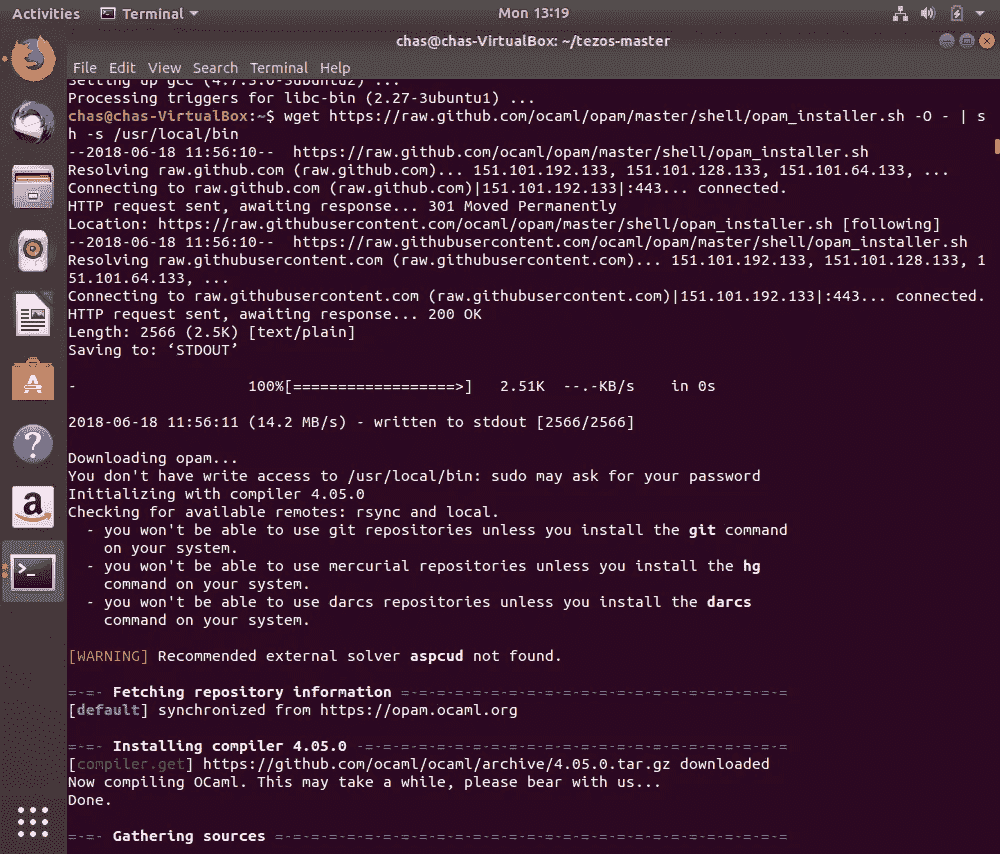 Activities Terminal Mon 13:19
chas@chas-VirtualBox: ~/tezos-master
File Edit View Search Terminal Help
Setting up gcc (4:7.3.0-3ubuntu2) ...
Processing triggers for libc-bin (2.27-3ubuntu1) ...
chas@chas-VirtualBox:~$ wget https://raw.github.com/ocaml/opam/master/shell/opam_installer.sh -O - | s
h -s /usr/local/bin
--2018-06-18 11:56:10--  https://raw.github.com/ocaml/opam/master/shell/opam_installer.sh
Resolving raw.github.com (raw.github.com)... 151.101.192.133, 151.101.128.133, 151.101.64.133, ...
Connecting to raw.github.com (raw.github.com)|151.101.192.133|:443... connected.
HTTP request sent, awaiting response... 301 Moved Permanently
Location: https://raw.githubusercontent.com/ocaml/opam/master/shell/opam_installer.sh [following]
--2018-06-18 11:56:10--  https://raw.githubusercontent.com/ocaml/opam/master/shell/opam_installer.sh
Resolving raw.githubusercontent.com (raw.githubusercontent.com)... 151.101.192.133, 151.101.128.133, 1
51.101.64.133, ...
Connecting to raw.githubusercontent.com (raw.githubusercontent.com)|151.101.192.133|:443... connected.
HTTP request sent, awaiting response... 200 OK
Length: 2566 (2.5K) [text/plain]
Saving to: ‘STDOUT’
-                   100%[==================>]   2.51K  --.-KB/s    in 0s
2018-06-18 11:56:11 (14.2 MB/s) - written to stdout [2566/2566]
Downloading opam...
You don't have write access to /usr/local/bin: sudo may ask for your password
Initializing with compiler 4.05.0
Checking for available remotes: rsync and local.
- you won't be able to use git repositories unless you install the git command
on your system.
- you won't be able to use mercurial repositories unless you install the hg
command on your system.
- you won't be able to use darcs repositories unless you install the darcs
command on your system.
[WARNING] Recommended external solver aspcud not found.
=-=- Fetching repository information =-=-=-=-=-=-=-=-=-=-=-=-=-=-=-=-=-=-=-=-=-=
[default] synchronized from https://opam.ocaml.org
=-=- Installing compiler 4.05.0 -=-=-=-=-=-=-=-=-=-=-=-=-=-=-=-=-=-=-=-=-=-=-=-=
[compiler.get] https://github.com/ocaml/ocaml/archive/4.05.0.tar.gz downloaded
Now compiling OCaml. This may take a while, please bear with us...
Done.
=-=- Gathering sources =-=-=-=-=-=-=-=-=-=-=-=-=-=-=-=-=-=-=-=-=-=-=-=-=-=-=-=-=